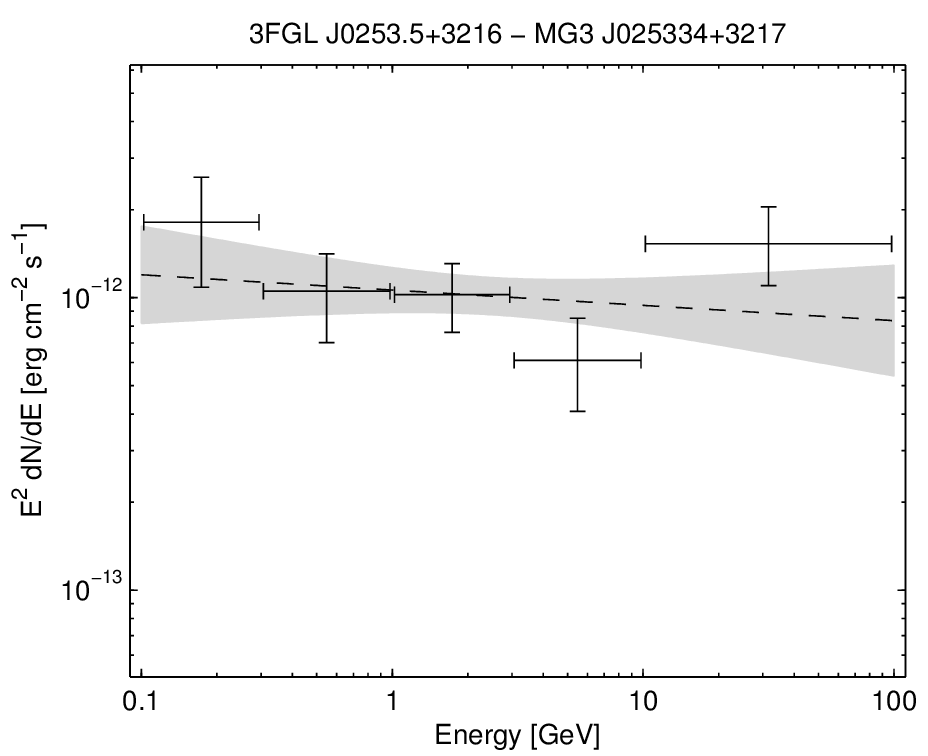 3FGL J0253.5+3216 − MG3 J025334+3217
E² dN/dE [erg cm⁻² s⁻¹]
10⁻¹²
10⁻¹³
0.1 1 10 100
Energy [GeV]